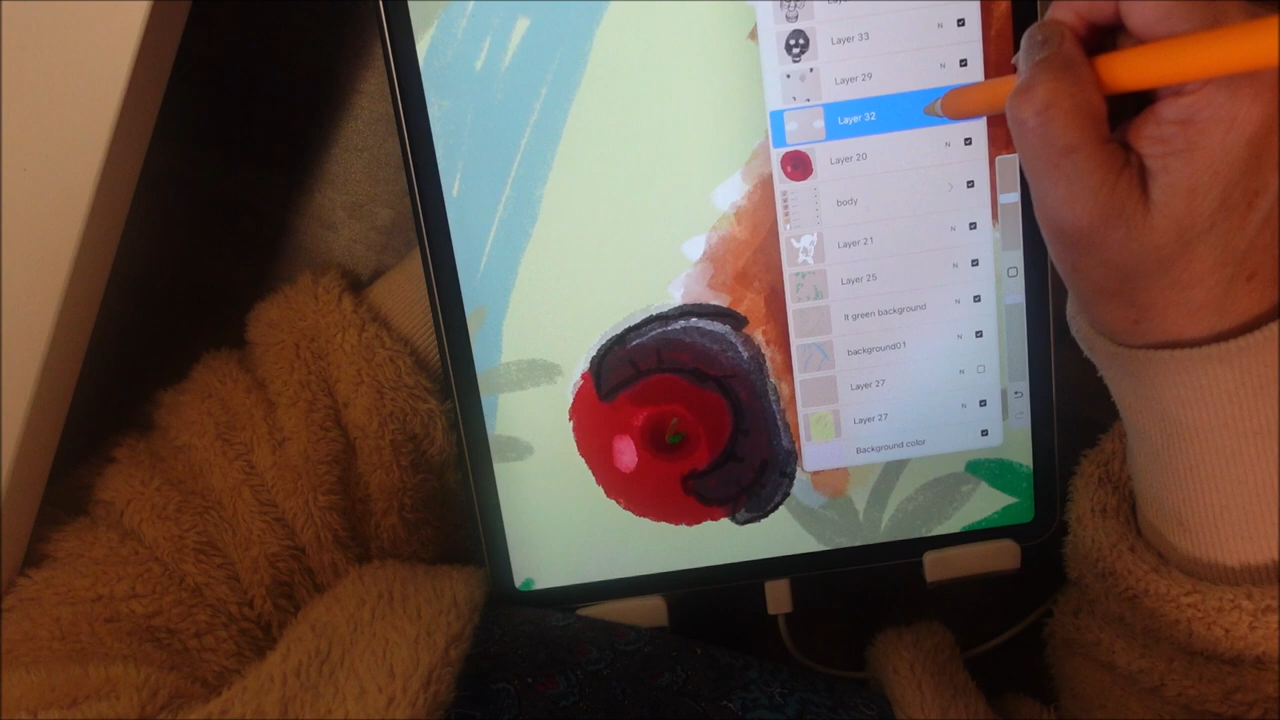 Layer 33
N
Layer 29
N
Layer 32
Layer 20
N
body
Layer 21
N
Layer 25
N
lt green background
N
background01
N
Layer 27
N
Layer 27
N
Background color